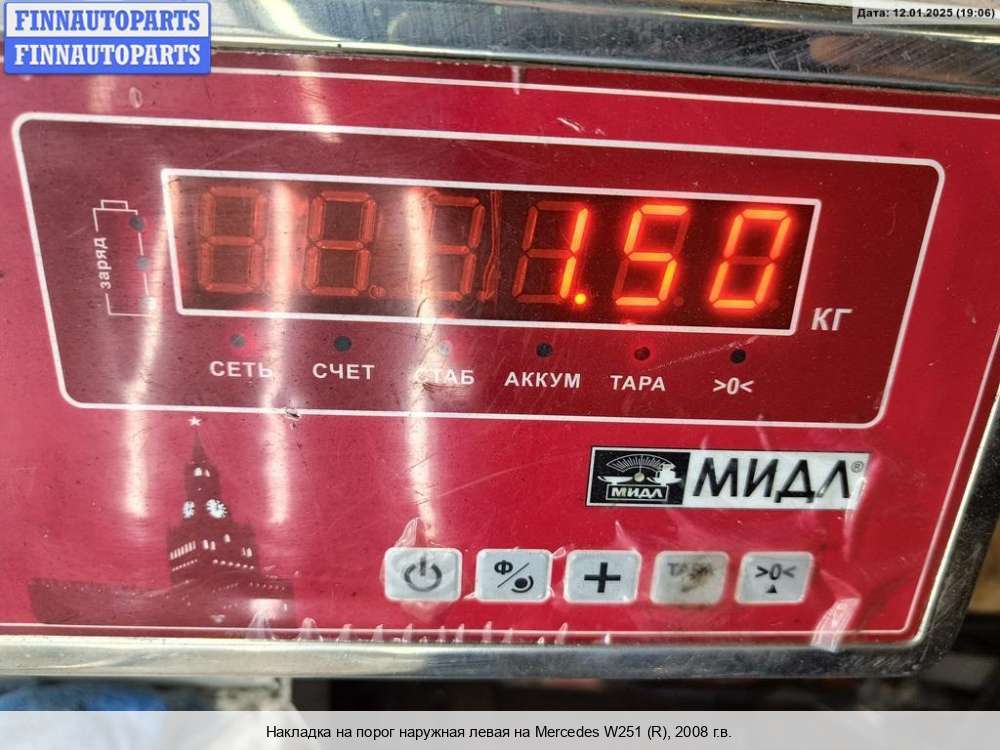 FINNAUTOPARTS
FINNAUTOPARTS
Дата: 12.01.2025 (19:06)
заряд
1.50
КГ
СЕТЬ СЧЕТ СТАБ АККУМ ТАРА >0<
МИДЛ МИДЛ®
Ф ТАРА >0<
Накладка на порог наружная левая на Mercedes W251 (R), 2008 г.в.